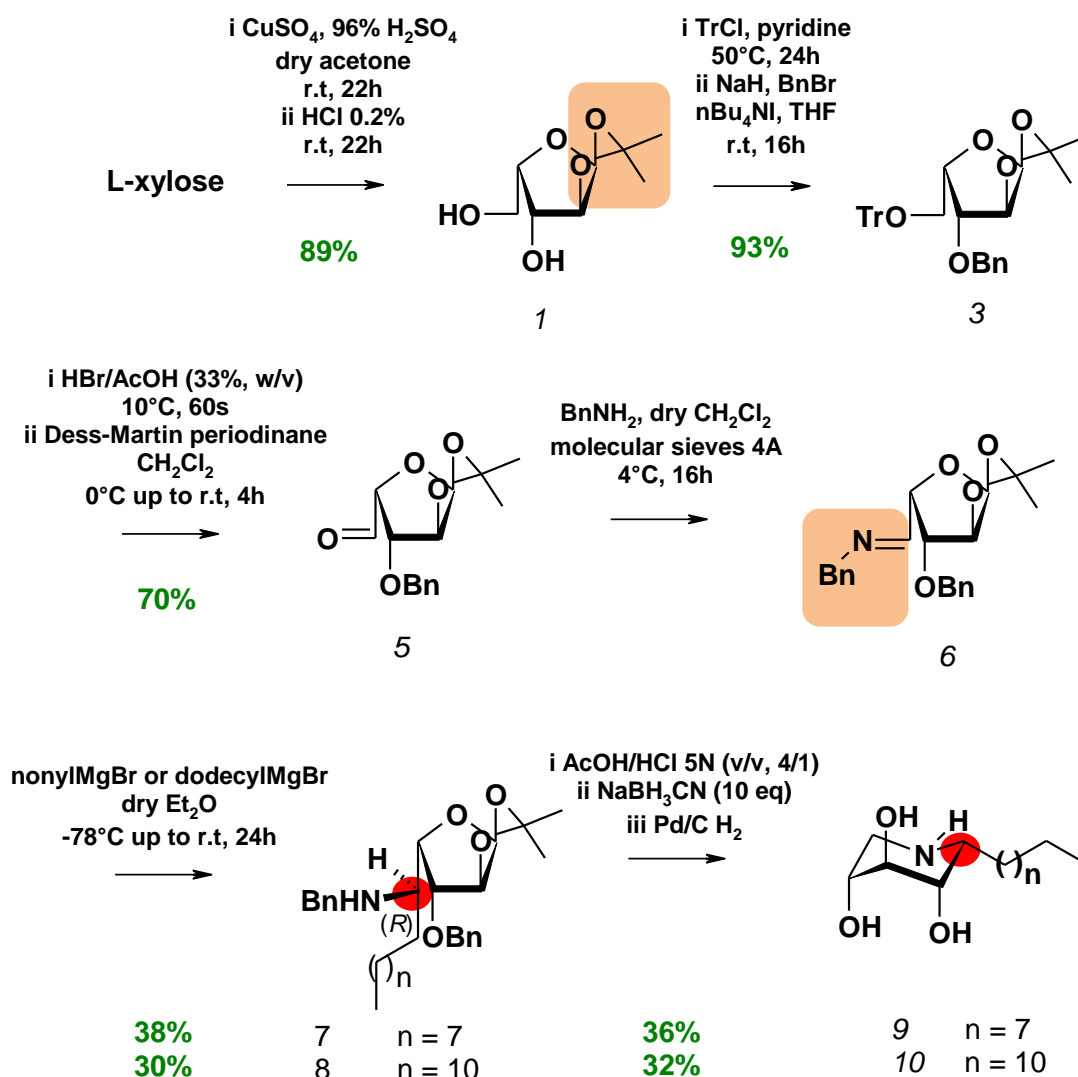 i CuSO₄, 96% H₂SO₄
dry acetone
r.t, 22h
ii HCl 0.2%
r.t, 22h
i TrCl, pyridine
50°C, 24h
ii NaH, BnBr
nBu₄NI, THF
r.t, 16h
L-xylose
89%
O
O
O
HO
OH
1
93%
O
O
O
TrO
OBn
3
i HBr/AcOH (33%, w/v)
10°C, 60s
ii Dess-Martin periodinane
CH₂Cl₂
0°C up to r.t, 4h
70%
O
O
O
O
OBn
5
BnNH₂, dry CH₂Cl₂
molecular sieves 4A
4°C, 16h
O
O
O
N
Bn
OBn
6
nonylMgBr or dodecylMgBr
dry Et₂O
-78°C up to r.t, 24h
O
O
O
H
BnHN
(R)
OBn
( )n
i AcOH/HCl 5N (v/v, 4/1)
ii NaBH₃CN (10 eq)
iii Pd/C H₂
OH
H
N
( )n
OH
OH
38% 7 n = 7 36% 9 n = 7
30% 8 n = 10 32% 10 n = 10